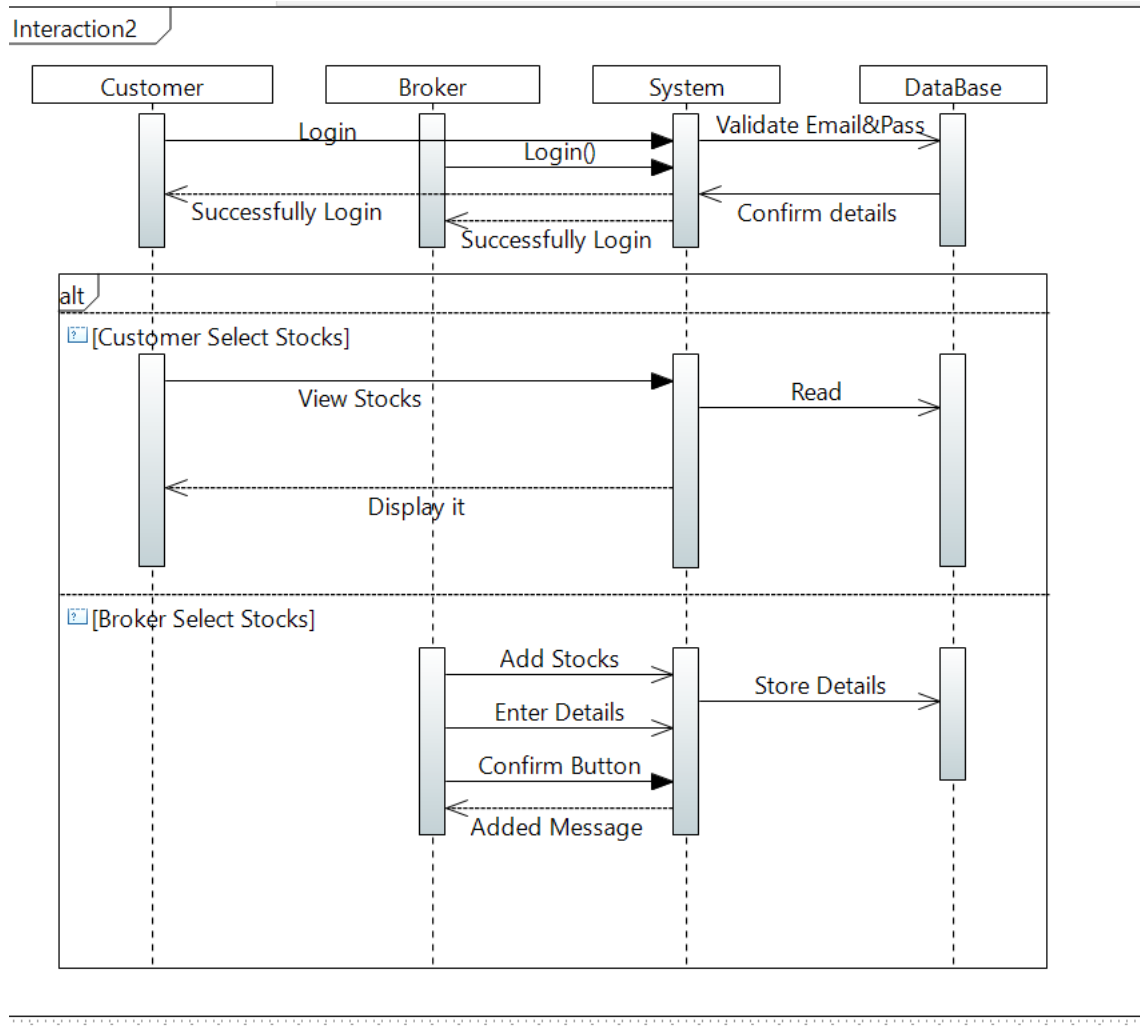 Interaction2
Customer
Broker
System
DataBase
Login
Validate Email&Pass
Login()
Successfully Login
Confirm details
Successfully Login
alt
[Customer Select Stocks]
View Stocks
Read
Display it
[Broker Select Stocks]
Add Stocks
Store Details
Enter Details
Confirm Button
Added Message